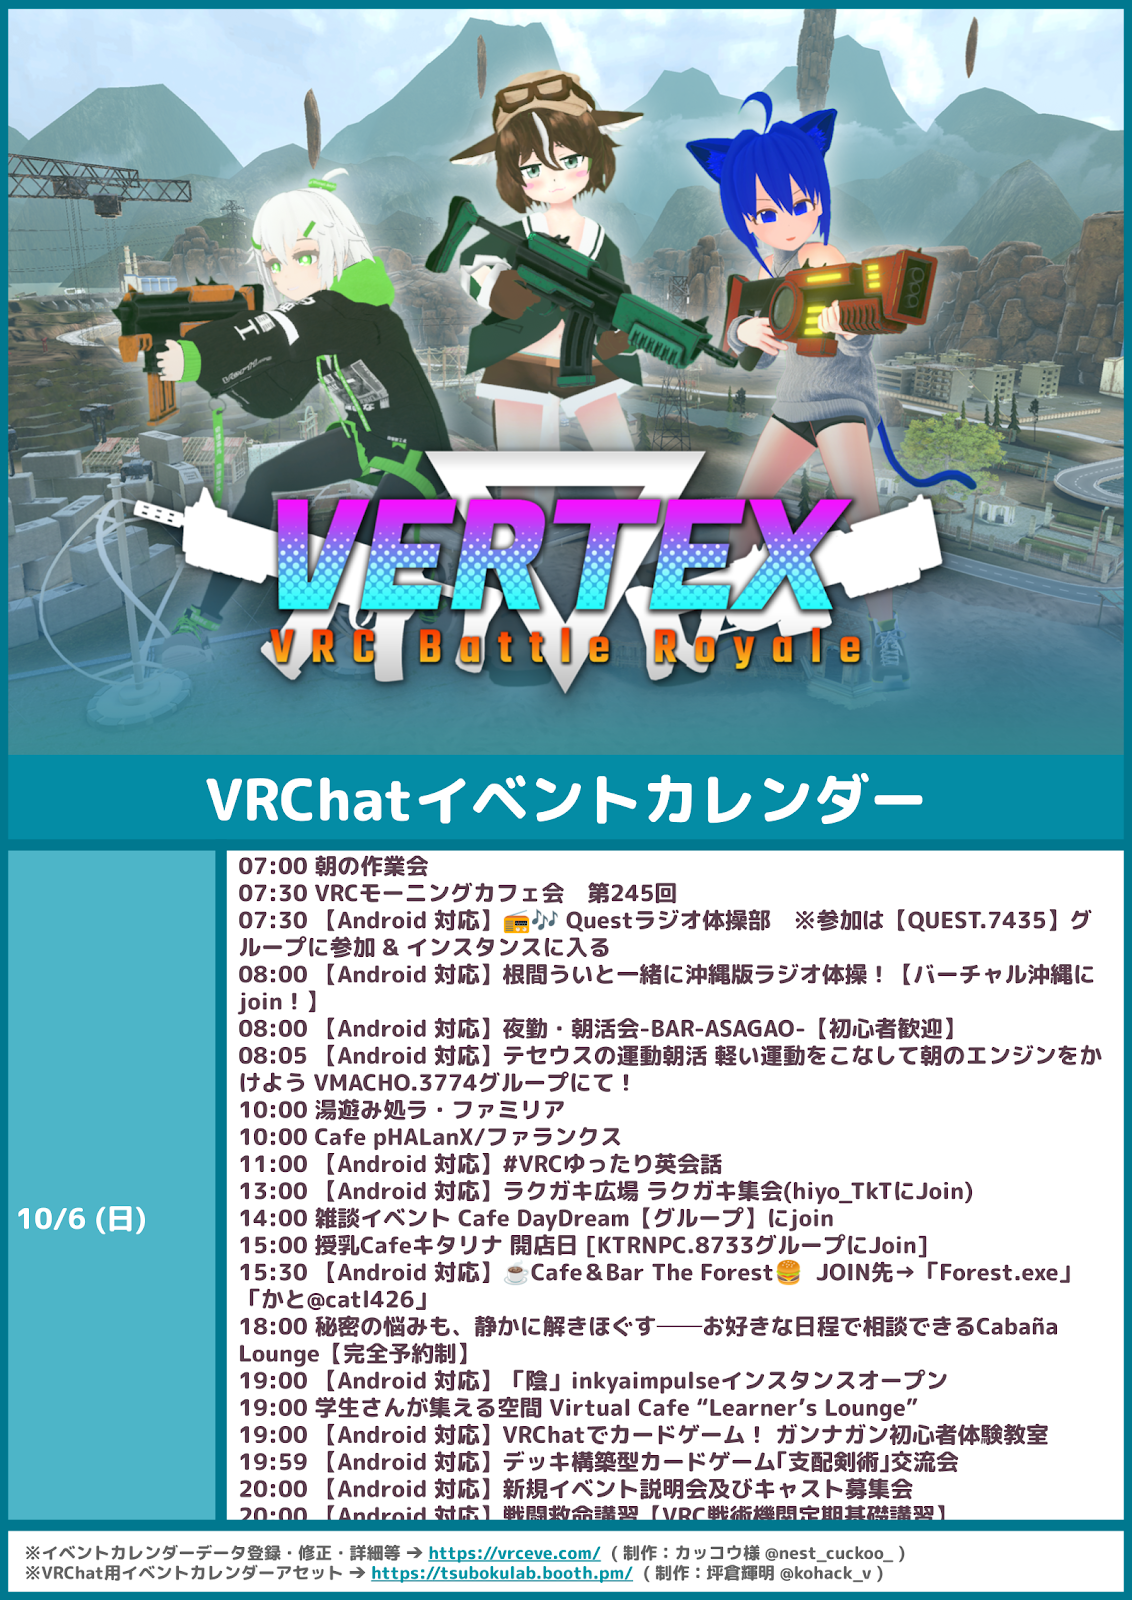 VERTEX
VRC Battle Royale
VRChatイベントカレンダー
10/6 (日)
07:00 朝の作業会
07:30 VRCモーニングカフェ会　第245回
07:30 【Android 対応】📻🎶 Questラジオ体操部　※参加は【QUEST.7435】グ
ループに参加 & インスタンスに入る
08:00 【Android 対応】根間ういと一緒に沖縄版ラジオ体操！【バーチャル沖縄に
join！】
08:00 【Android 対応】夜勤・朝活会-BAR-ASAGAO-【初心者歓迎】
08:05 【Android 対応】テセウスの運動朝活 軽い運動をこなして朝のエンジンをか
けよう VMACHO.3774グループにて！
10:00 湯遊み処ラ・ファミリア
10:00 Cafe pHALanX/ファランクス
11:00 【Android 対応】#VRCゆったり英会話
13:00 【Android 対応】ラクガキ広場 ラクガキ集会(hiyo_TkTにJoin)
14:00 雑談イベント Cafe DayDream【グループ】にjoin
15:00 授乳Cafeキタリナ 開店日 [KTRNPC.8733グループにJoin]
15:30 【Android 対応】☕Cafe＆Bar The Forest🍔 JOIN先→「Forest.exe」
「かと@catl426」
18:00 秘密の悩みも、静かに解きほぐす──お好きな日程で相談できるCabaña
Lounge【完全予約制】
19:00 【Android 対応】「陰」inkyaimpulseインスタンスオープン
19:00 学生さんが集える空間 Virtual Cafe “Learner’s Lounge”
19:00 【Android 対応】VRChatでカードゲーム！ ガンナガン初心者体験教室
19:59 【Android 対応】デッキ構築型カードゲーム｢支配剣術｣交流会
20:00 【Android 対応】新規イベント説明会及びキャスト募集会
20:00 【Android 対応】戦闘救命講習【VRC戦術機関定期基礎講習】
※イベントカレンダーデータ登録・修正・詳細等 ➔ https://vrceve.com/ ( 制作：カッコウ様 @nest_cuckoo_ )
※VRChat用イベントカレンダーアセット ➔ https://tsubokulab.booth.pm/ ( 制作：坪倉輝明 @kohack_v )